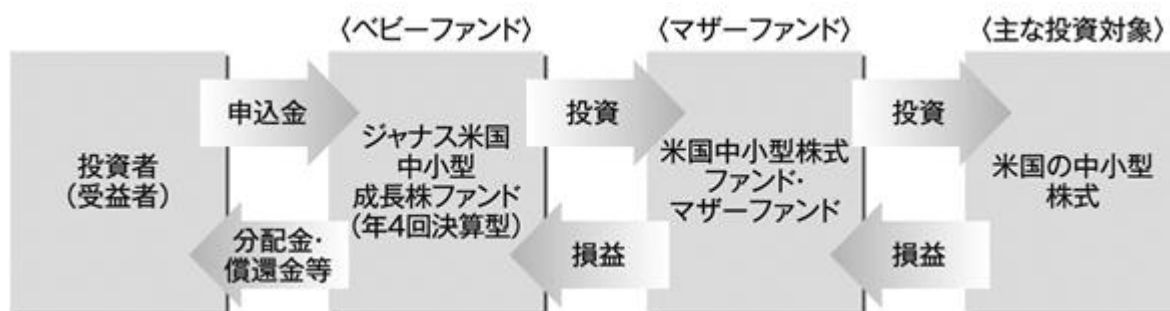 〈ベビーファンド〉
〈マザーファンド〉
〈主な投資対象〉
投資者
(受益者)
申込金
分配金・
償還金等
ジャナス米国
中小型
成長株ファンド
(年4回決算型)
投資
損益
米国中小型株式
ファンド・
マザーファンド
投資
損益
米国の中小型
株式